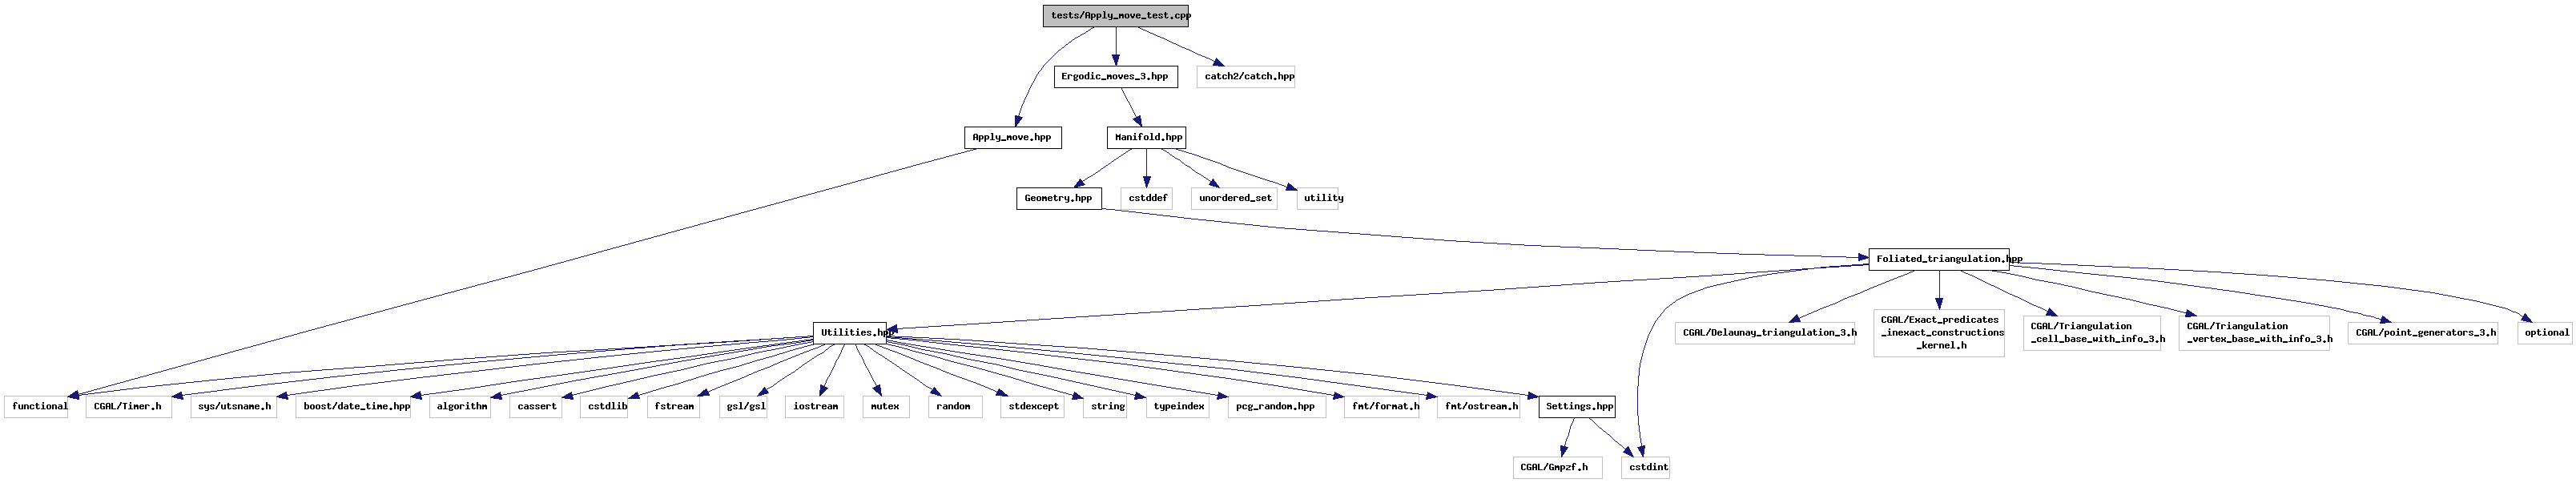 tests/Apply_move_test.cpp
Ergodic_moves_3.hpp
catch2/catch.hpp
Apply_move.hpp
Manifold.hpp
Geometry.hpp
cstddef
unordered_set
utility
Foliated_triangulation.hpp
Utilities.hpp
CGAL/Delaunay_triangulation_3.h
CGAL/Exact_predicates
_inexact_constructions
_kernel.h
CGAL/Triangulation
_cell_base_with_info_3.h
CGAL/Triangulation
_vertex_base_with_info_3.h
CGAL/point_generators_3.h
optional
functional
CGAL/Timer.h
sys/utsname.h
boost/date_time.hpp
algorithm
cassert
cstdlib
fstream
gsl/gsl
iostream
mutex
random
stdexcept
string
typeindex
pcg_random.hpp
fmt/format.h
fmt/ostream.h
Settings.hpp
CGAL/Gmpzf.h
cstdint